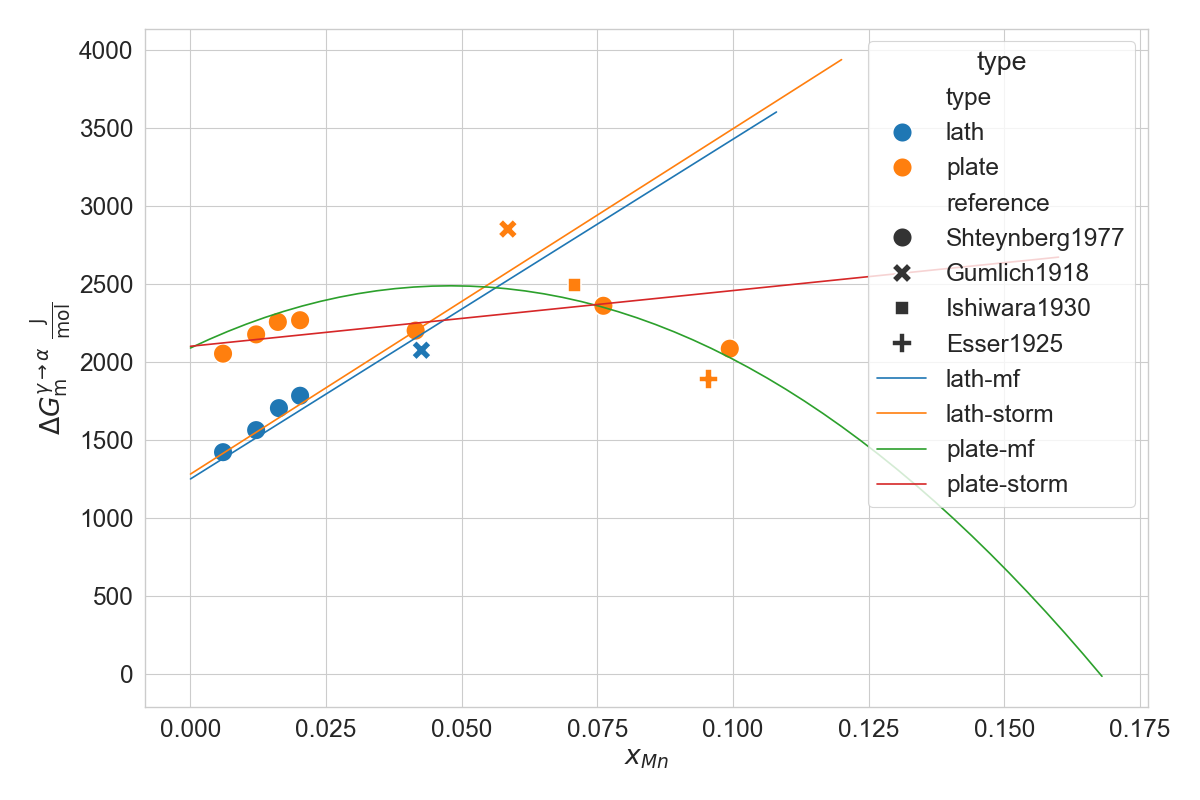 4000
3500
3000
2500
2000
1500
1000
500
0
ΔG_m^{γ→α} J/mol
0.000 0.025 0.050 0.075 0.100 0.125 0.150 0.175
x_{Mn}
type
type
lath
plate
reference
Shteynberg1977
Gumlich1918
Ishiwara1930
Esser1925
lath-mf
lath-storm
plate-mf
plate-storm